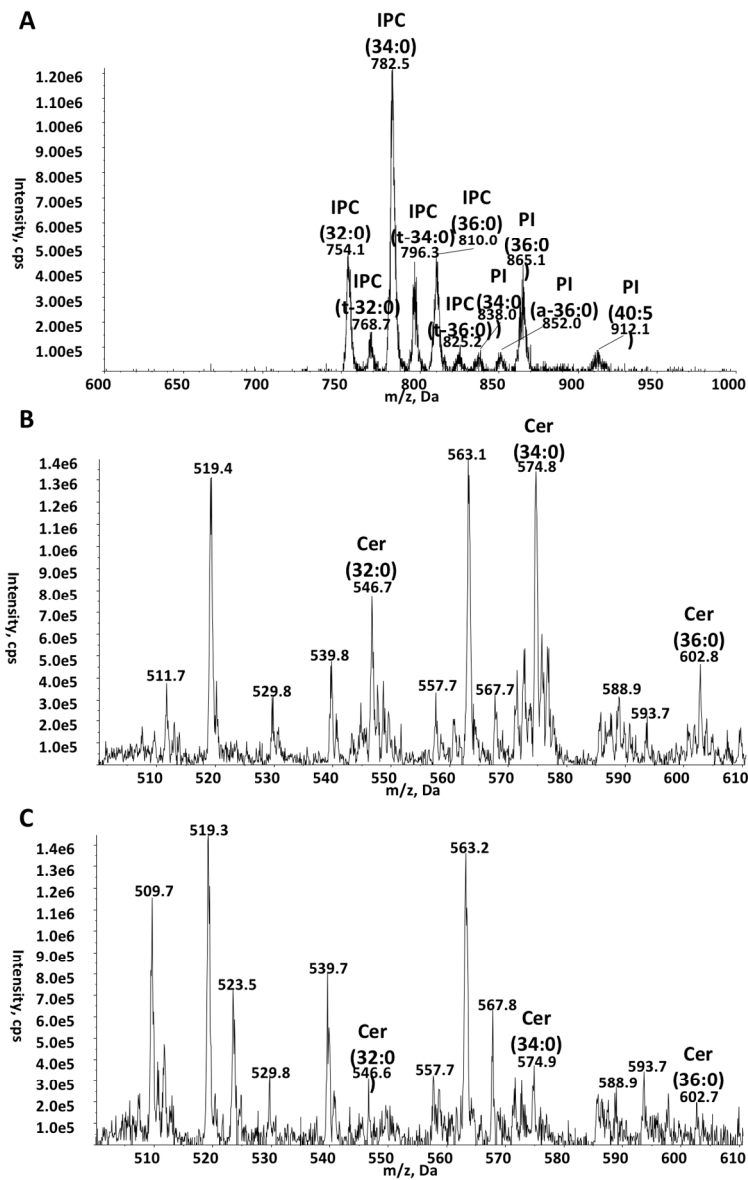 A
IPC
(34:0)
782.5
1.20e6
1.10e6
1.00e6
9.00e5
8.00e5
7.00e5
6.00e5
5.00e5
4.00e5
3.00e5
2.00e5
1.00e5
Intensity, cps
IPC
(32:0)
754.1
IPC
(t-32:0)
768.7
IPC
(t-34:0)
796.3
IPC
(36:0)
810.0
IPC
(t-36:0)
825.2
PI
(34:0
)
838.0
PI
(36:0
865.1
)
PI
(a-36:0)
852.0
PI
(40:5
912.1
)
600 650 700 750 800 850 900 950 1000
m/z, Da
B
1.4e6
1.3e6
1.2e6
1.1e6
1.0e6
9.0e5
8.0e5
7.0e5
6.0e5
5.0e5
4.0e5
3.0e5
2.0e5
1.0e5
Intensity, cps
511.7
519.4
529.8
539.8
Cer
(32:0)
546.7
557.7
563.1
567.7
Cer
(34:0)
574.8
588.9
593.7
Cer
(36:0)
602.8
510 520 530 540 550 560 570 580 590 600 610
m/z, Da
C
1.4e6
1.3e6
1.2e6
1.1e6
1.0e6
9.0e5
8.0e5
7.0e5
6.0e5
5.0e5
4.0e5
3.0e5
2.0e5
1.0e5
Intensity, cps
509.7
519.3
523.5
529.8
539.7
Cer
(32:0
546.6
)
557.7
563.2
567.8
Cer
(34:0)
574.9
588.9
593.7
Cer
(36:0)
602.7
510 520 530 540 550 560 570 580 590 600 610
m/z, Da